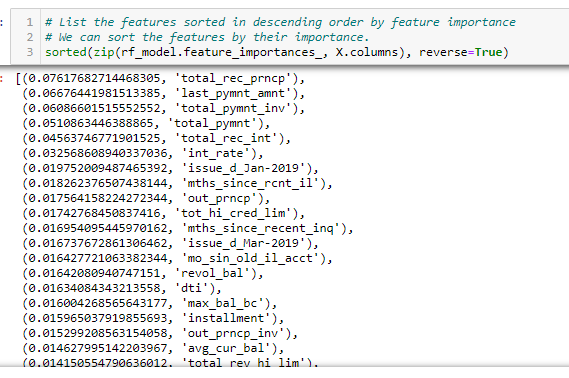 1 # List the features sorted in descending order by feature importance
2 # We can sort the features by their importance.
3 sorted(zip(rf_model.feature_importances_, X.columns), reverse=True)
[(0.07617682714468305, 'total_rec_prncp'),
(0.06676441981513385, 'last_pymnt_amnt'),
(0.06086601515552552, 'total_pymnt_inv'),
(0.0510863446388865, 'total_pymnt'),
(0.04563746771901525, 'total_rec_int'),
(0.032568608940337036, 'int_rate'),
(0.019752009487465392, 'issue_d_Jan-2019'),
(0.018262376507438144, 'mths_since_rcnt_il'),
(0.017564158224272344, 'out_prncp'),
(0.01742768450837416, 'tot_hi_cred_lim'),
(0.016954095445970162, 'mths_since_recent_inq'),
(0.016737672861306462, 'issue_d_Mar-2019'),
(0.016427721063382344, 'mo_sin_old_il_acct'),
(0.01642080940747151, 'revol_bal'),
(0.01634084343213558, 'dti'),
(0.016004268565643177, 'max_bal_bc'),
(0.015965037919855693, 'installment'),
(0.015299208563154058, 'out_prncp_inv'),
(0.014627995142203967, 'avg_cur_bal'),
(0.014150554790636012, 'total_rev_hi_lim'),